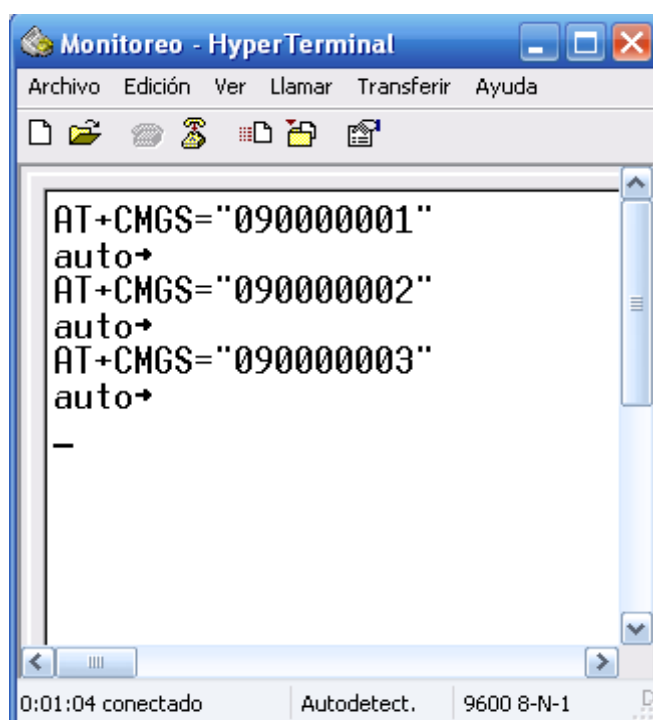 Monitoreo - HyperTerminal
Archivo Edición Ver Llamar Transferir Ayuda
AT+CMGS="090000001"
auto→
AT+CMGS="090000002"
auto→
AT+CMGS="090000003"
auto→
_
0:01:04 conectado Autodetect. 9600 8-N-1